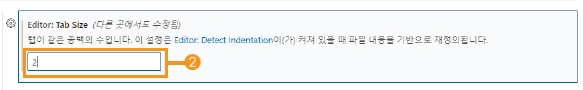 Editor: Tab Size (다른 곳에서도 수정됨)
탭이 같은 공백의 수입니다. 이 설정은 Editor: Detect Indentation이(가) 켜져 있을 때 파일 내용을 기반으로 재정의됩니다.
2
2